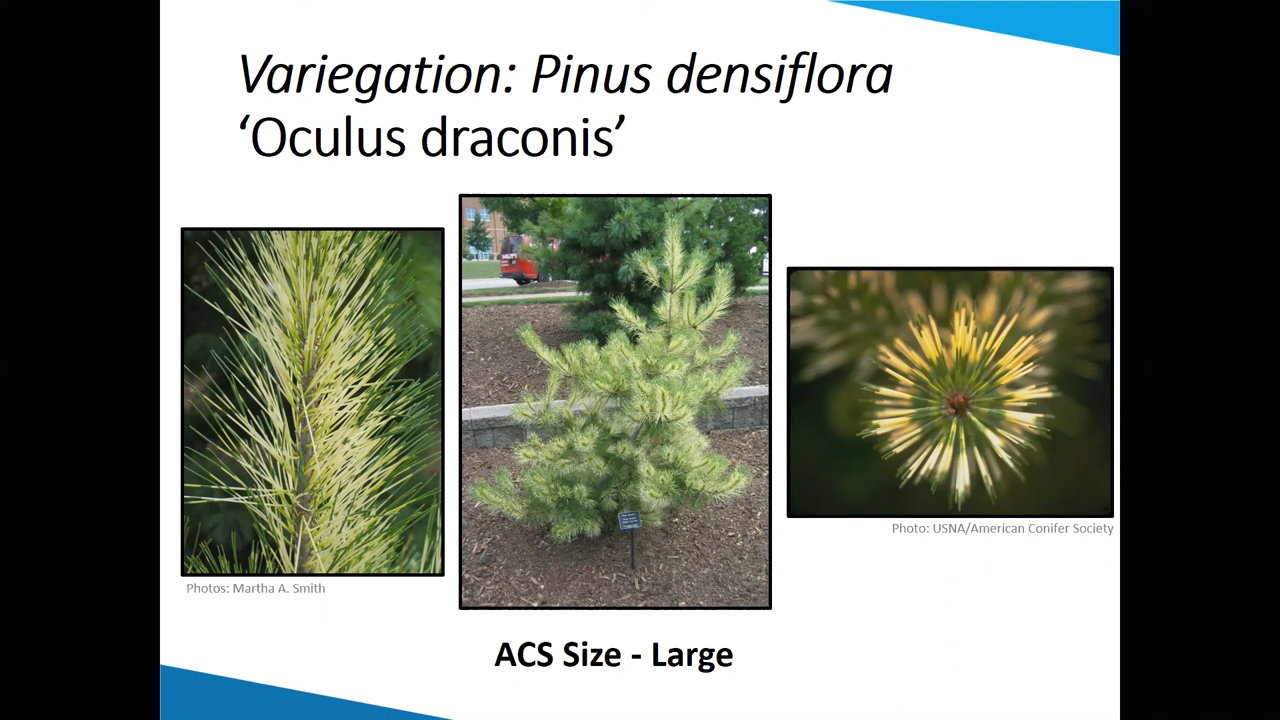 Variegation: Pinus densiflora
‘Oculus draconis’
Photos: Martha A. Smith
Photo: USNA/American Conifer Society
ACS Size - Large